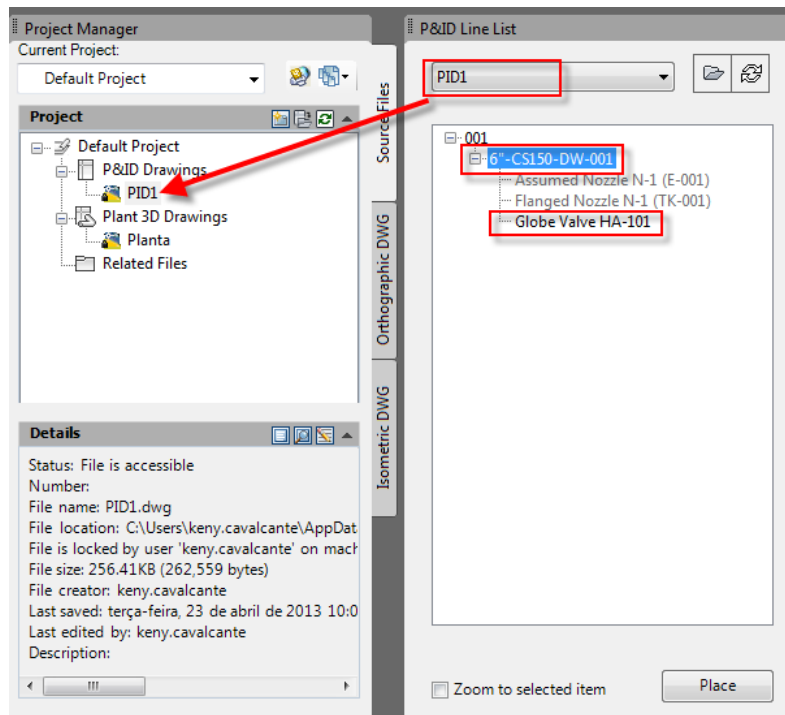 Project Manager
Current Project:
Default Project
Project
Default Project
P&ID Drawings
PID1
Plant 3D Drawings
Planta
Related Files
Source Files
Orthographic DWG
Isometric DWG
Details
Status: File is accessible
Number:
File name: PID1.dwg
File location: C:\Users\keny.cavalcante\AppDat
File is locked by user 'keny.cavalcante' on mach
File size: 256.41KB (262,559 bytes)
File creator: keny.cavalcante
Last saved: terça-feira, 23 de abril de 2013 10:0
Last edited by: keny.cavalcante
Description:
P&ID Line List
PID1
001
6"-CS150-DW-001
Assumed Nozzle N-1 (E-001)
Flanged Nozzle N-1 (TK-001)
Globe Valve HA-101
Zoom to selected item
Place